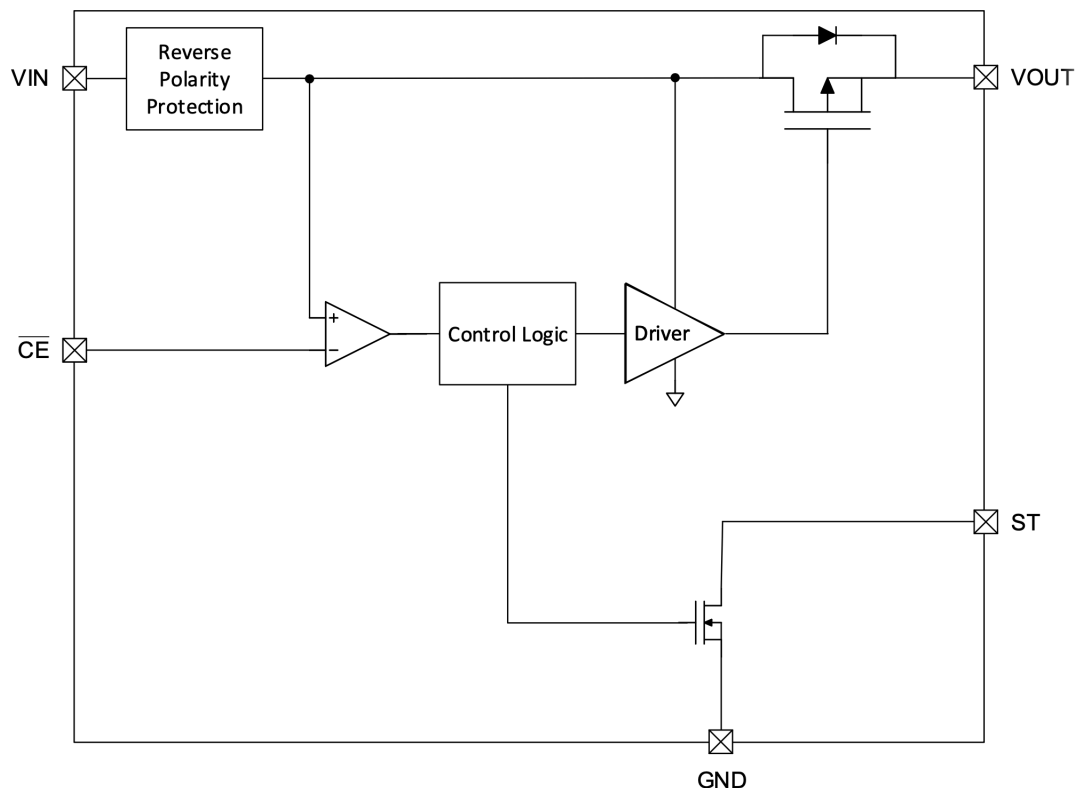 Reverse
Polarity
Protection
VIN
VOUT
+
Control Logic
Driver
CE
−
ST
GND